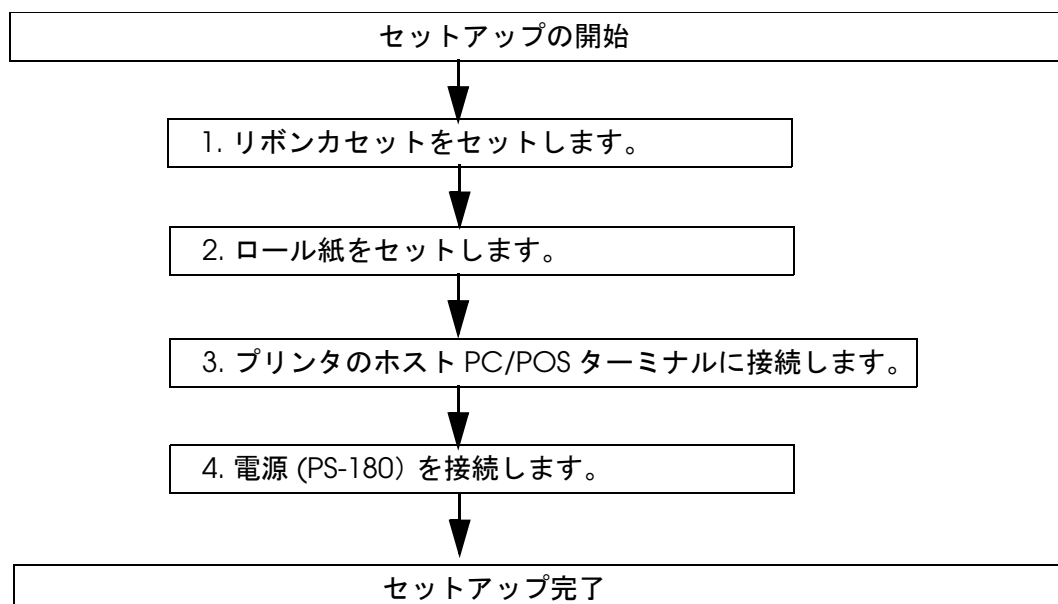 セットアップの開始
1. リボンカセットをセットします。
2. ロール紙をセットします。
3. プリンタのホスト PC/POS ターミナルに接続します。
4. 電源 (PS-180) を接続します。
セットアップ完了